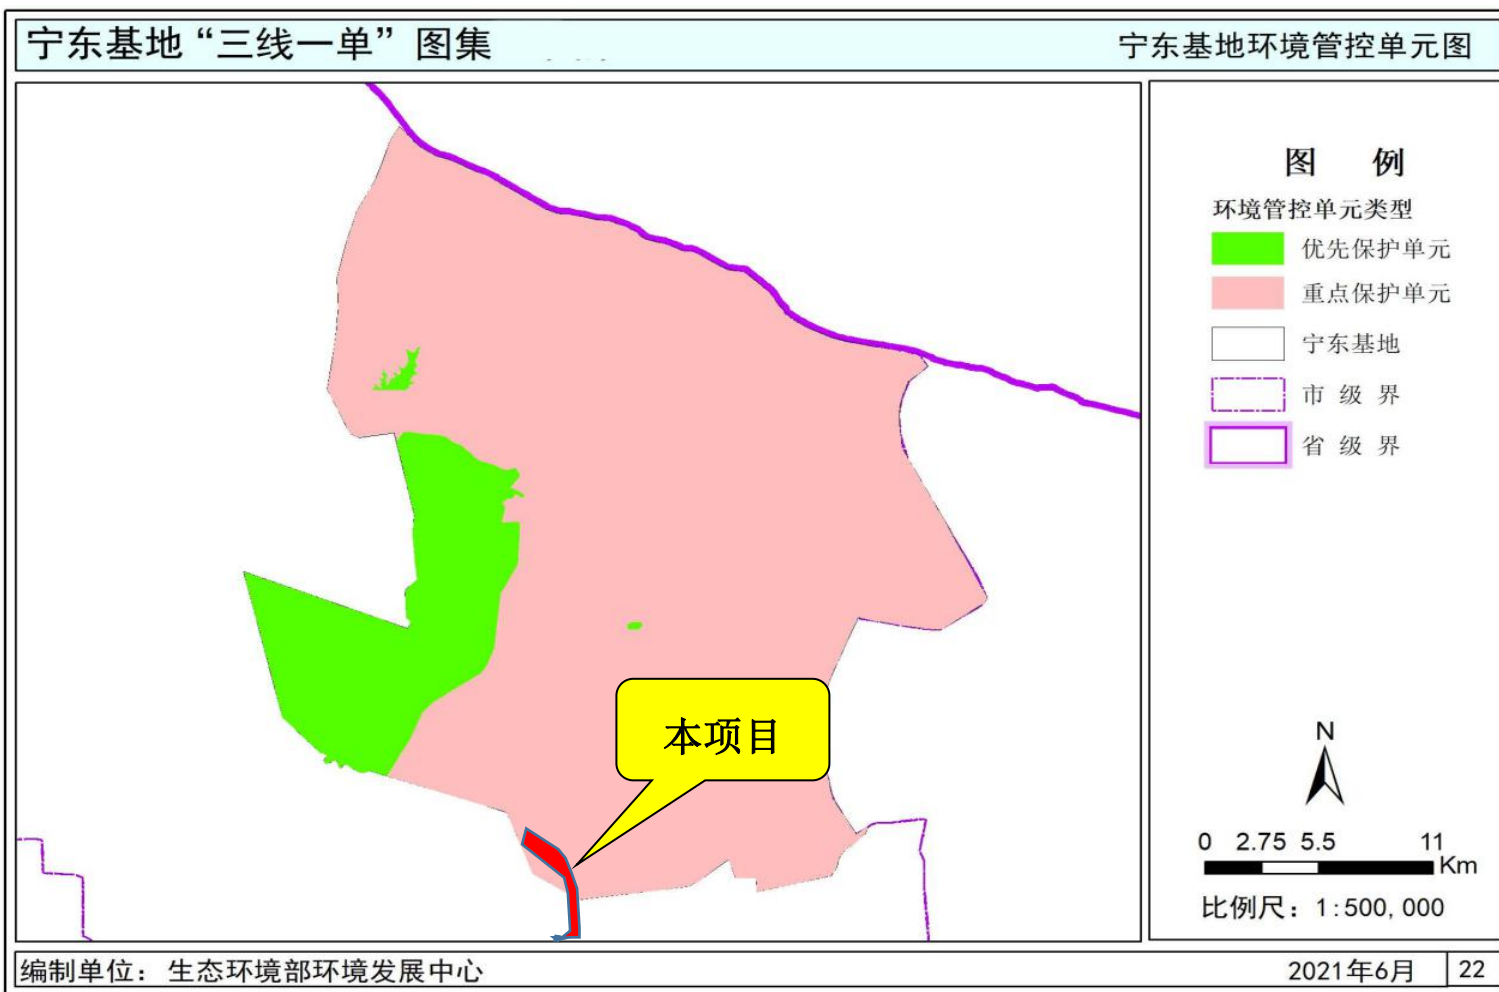 宁东基地“三线一单”图集
宁东基地环境管控单元图
图 例
环境管控单元类型
优先保护单元
重点保护单元
宁东基地
市 级 界
省 级 界
本项目
N
0 2.75 5.5 11
Km
比例尺：1:500,000
编制单位：生态环境部环境发展中心
2021年6月
22